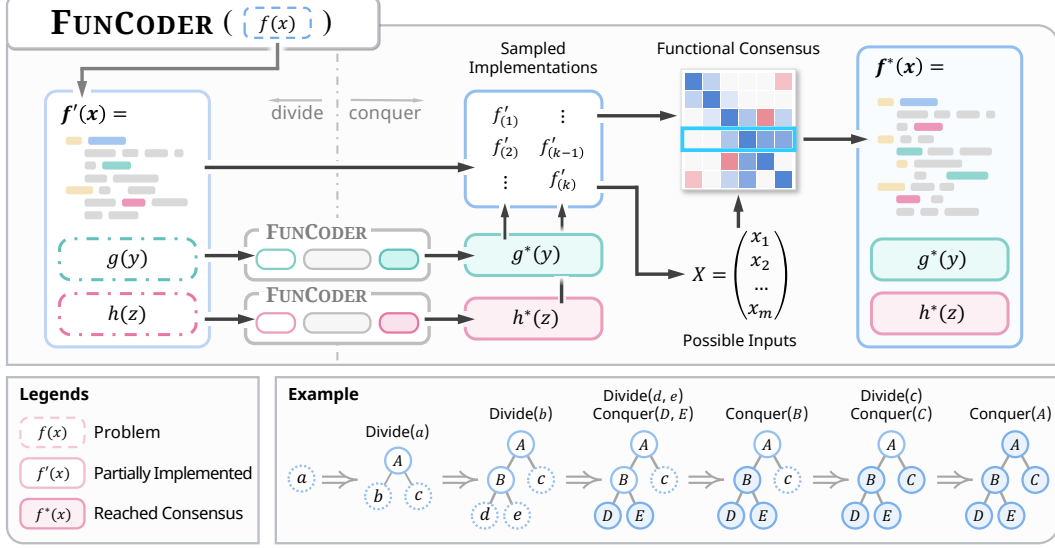 FUNCODER ( f(x) )
f′(x) =
divide
conquer
g(y)
h(z)
FUNCODER
FUNCODER
Sampled
Implementations
f′(1) ⋮
f′(2) f′(k−1)
⋮ f′(k)
g*(y)
h*(z)
Functional Consensus
X = (x1
x2
...
xm)
Possible Inputs
f*(x) =
g*(y)
h*(z)
Legends
f(x) Problem
f′(x) Partially Implemented
f*(x) Reached Consensus
Example
a
Divide(a)
A
b c
Divide(b)
A
B c
d e
Divide(d, e)
Conquer(D, E)
A
B c
D E
Conquer(B)
A
B c
D E
Divide(c)
Conquer(C)
A
B C
D E
Conquer(A)
A
B C
D E